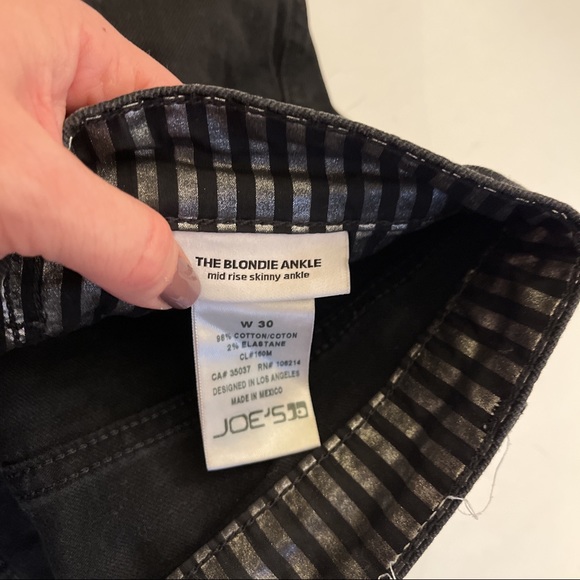 THE BLONDIE ANKLE
mid rise skinny ankle
W 30
98% COTTON/COTON
2% ELASTANE
CL#160M
CA# 35037 RN# 106214
DESIGNED IN LOS ANGELES
MADE IN MEXICO
JOE'S